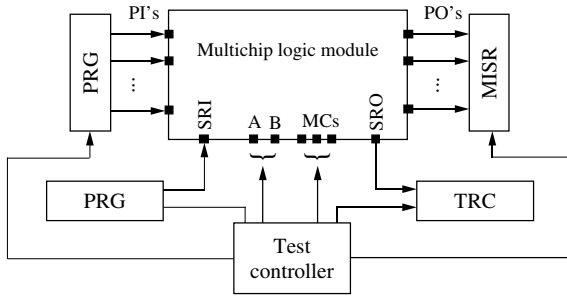 PI's
PO's
PRG
Multichip logic module
MISR
...
...
SRI
A
B
MCs
SRO
PRG
TRC
Test
controller